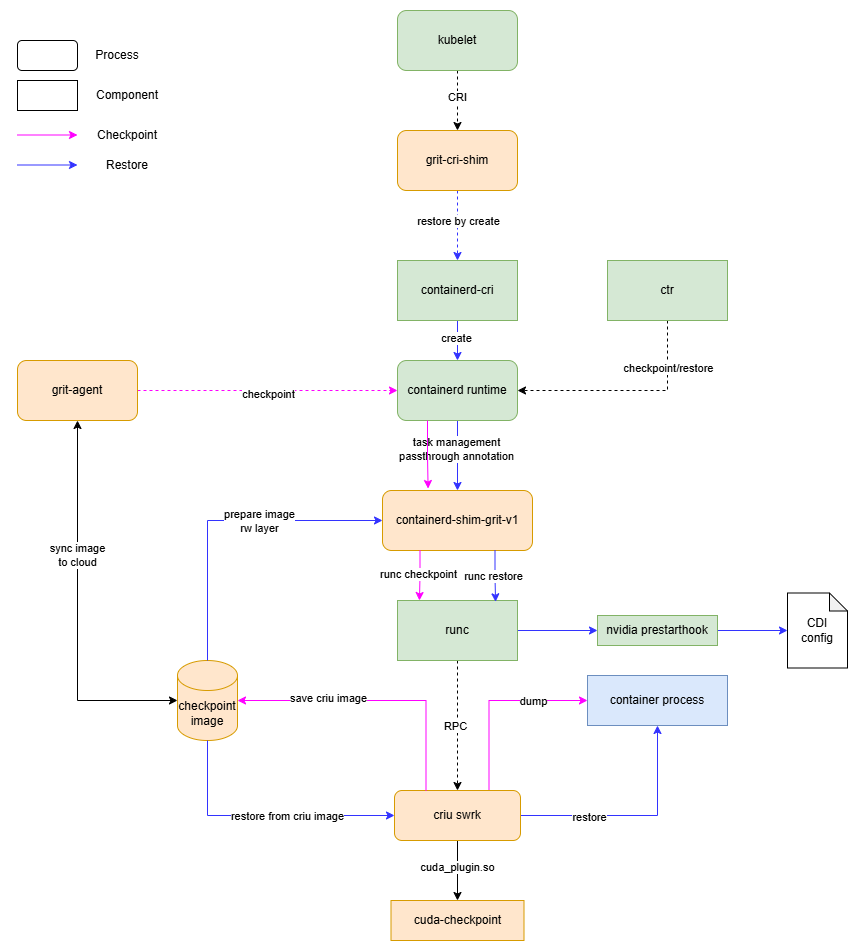 kubelet
Process
Component
CRI
Checkpoint
grit-cri-shim
Restore
restore by create
containerd-cri
ctr
create
checkpoint/restore
grit-agent
checkpoint
containerd runtime
task management
passthrough annotation
prepare image
rw layer
containerd-shim-grit-v1
sync image
to cloud
runc checkpoint
runc restore
runc
nvidia prestarthook
CDI
config
checkpoint
image
save criu image
RPC
dump
container process
restore from criu image
criu swrk
restore
cuda_plugin.so
cuda-checkpoint